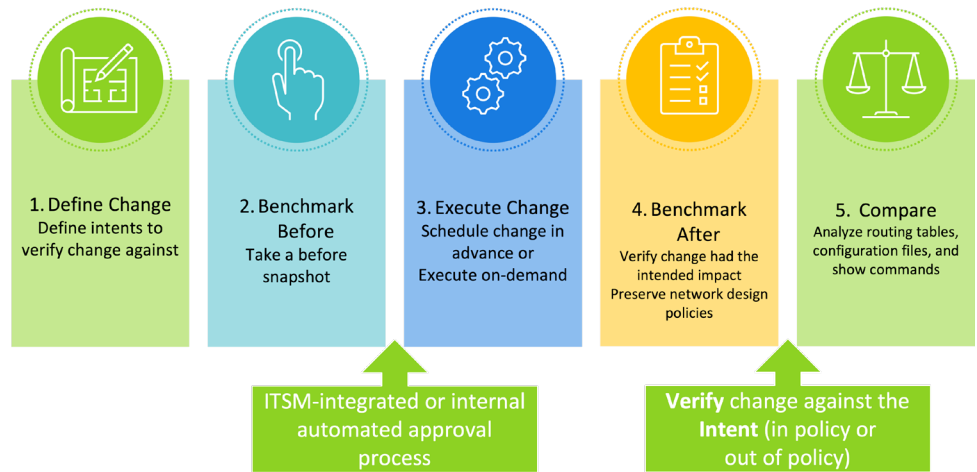 1. Define Change
Define intents to
verify change against
2. Benchmark
Before
Take a before
snapshot
3. Execute Change
Schedule change in
advance or
Execute on-demand
4. Benchmark
After
Verify change had the
intended impact
Preserve network design
policies
5. Compare
Analyze routing tables,
configuration files, and
show commands
ITSM-integrated or internal
automated approval
process
Verify change against the
Intent (in policy or
out of policy)